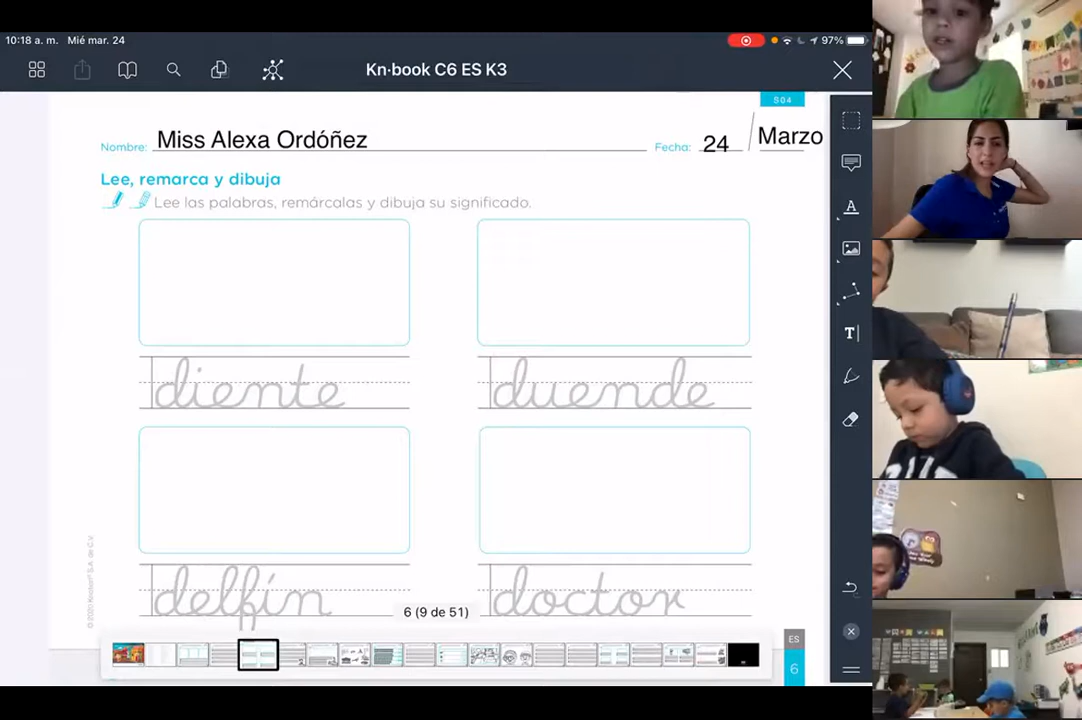 10:18 a. m. Mié mar. 24
97%
Kn·book C6 ES K3
S04
Nombre: Miss Alexa Ordóñez Fecha: 24 / Marzo
Lee, remarca y dibuja
Lee las palabras, remárcalas y dibuja su significado.
diente duende
delfín doctor
6 (9 de 51)
ES
6